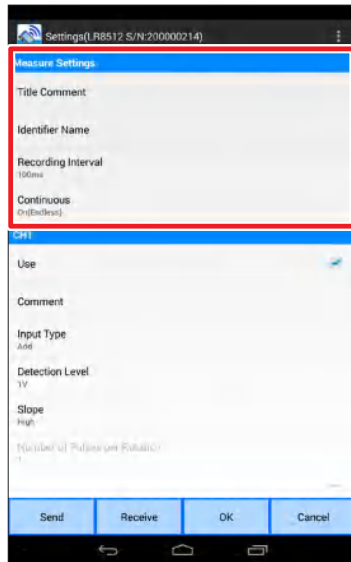 Settings(LR8512 S/N:200000214)
Measure Settings
Title Comment
Identifier Name
Recording Interval
100ms
Continuous
On(Endless)
CH1
Use
Comment
Input Type
Add
Detection Level
1V
Slope
High
Number of Pulses per Rotation
1
Send Receive OK Cancel